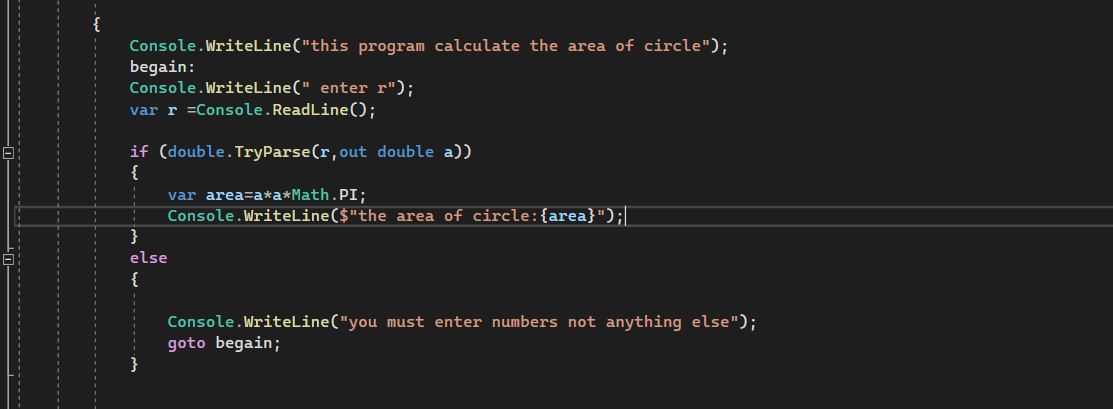 {
Console.WriteLine("this program calculate the area of circle");
begain:
Console.WriteLine(" enter r");
var r =Console.ReadLine();
if (double.TryParse(r,out double a))
{
var area=a*a*Math.PI;
Console.WriteLine($"the area of circle:{area}");
}
else
{
Console.WriteLine("you must enter numbers not anything else");
goto begain;
}